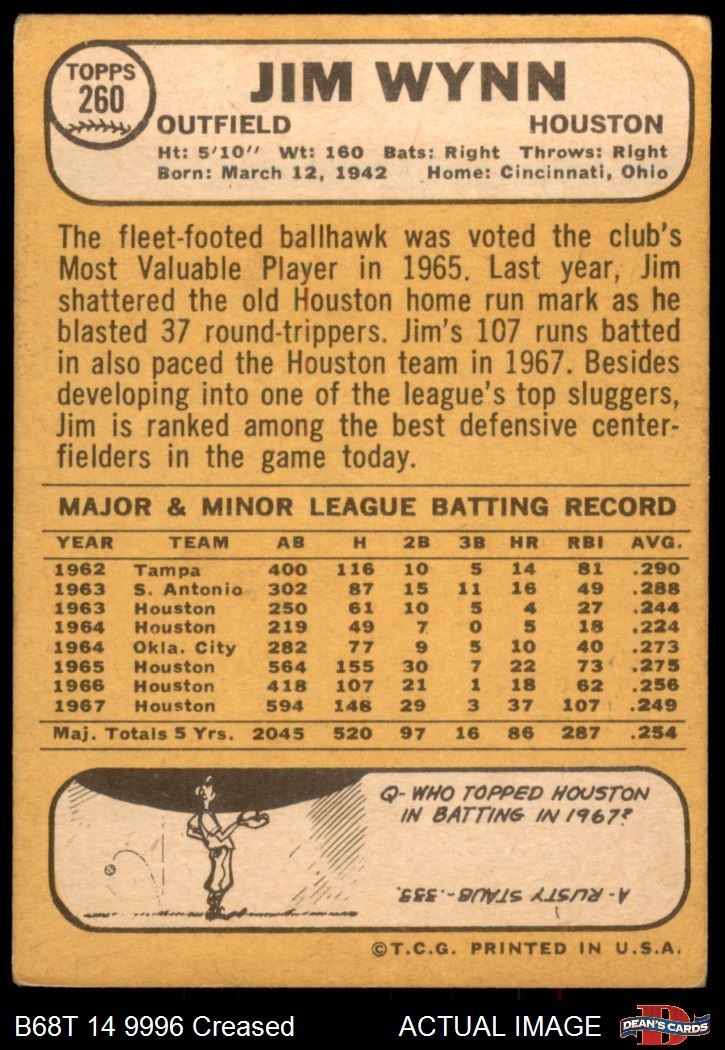 TOPPS
260
JIM WYNN
OUTFIELD HOUSTON
Ht: 5'10" Wt: 160 Bats: Right Throws: Right
Born: March 12, 1942 Home: Cincinnati, Ohio
The fleet-footed ballhawk was voted the club's
Most Valuable Player in 1965. Last year, Jim
shattered the old Houston home run mark as he
blasted 37 round-trippers. Jim's 107 runs batted
in also paced the Houston team in 1967. Besides
developing into one of the league's top sluggers,
Jim is ranked among the best defensive center-
fielders in the game today.
MAJOR & MINOR LEAGUE BATTING RECORD
YEAR TEAM AB H 2B 3B HR RBI AVG.
1962 Tampa 400 116 10 5 14 81 .290
1963 S. Antonio 302 87 15 11 16 49 .288
1963 Houston 250 61 10 5 4 27 .244
1964 Houston 219 49 7 0 5 18 .224
1964 Okla. City 282 77 9 5 10 40 .273
1965 Houston 564 155 30 7 22 73 .275
1966 Houston 418 107 21 1 18 62 .256
1967 Houston 594 148 29 3 37 107 .249
Maj. Totals 5 Yrs. 2045 520 97 16 86 287 .254
Q-WHO TOPPED HOUSTON
IN BATTING IN 1967?
A-RUSTY STAUB-.333.
©T.C.G. PRINTED IN U.S.A.
B68T 14 9996 Creased ACTUAL IMAGE
D
DEAN'S CARDS